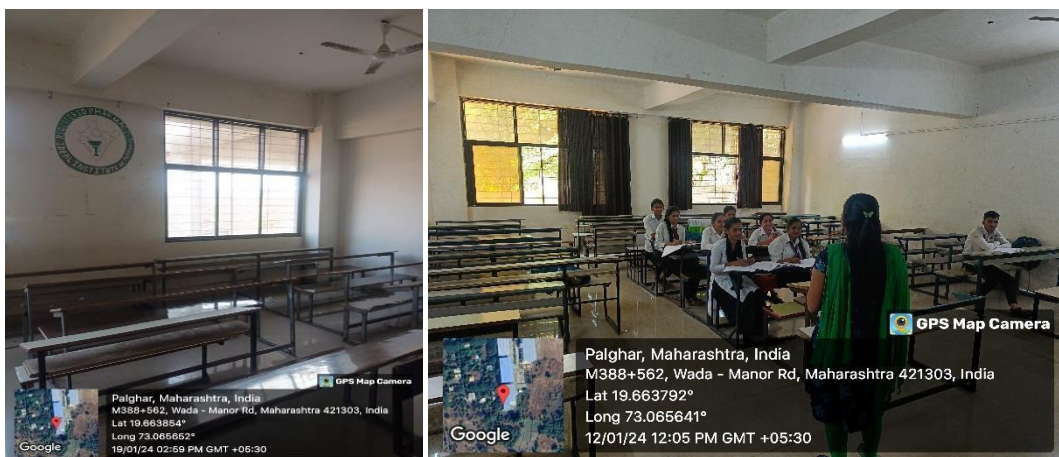 GPS Map Camera
Palghar, Maharashtra, India
M388+562, Wada - Manor Rd, Maharashtra 421303, India
Lat 19.663854°
Long 73.065652°
19/01/24 02:59 PM GMT +05:30
Google
GPS Map Camera
Palghar, Maharashtra, India
M388+562, Wada - Manor Rd, Maharashtra 421303, India
Lat 19.663792°
Long 73.065641°
12/01/24 12:05 PM GMT +05:30
Google